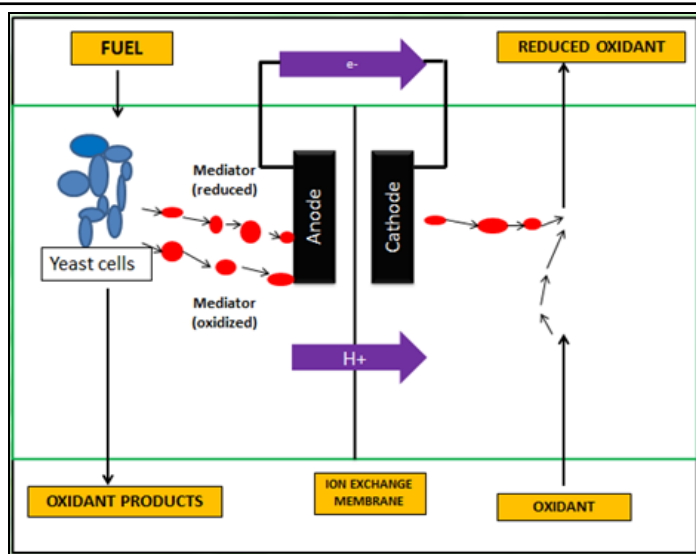 FUEL
REDUCED OXIDANT
e-
Mediator
(reduced)
Anode
Cathode
Yeast cells
Mediator
(oxidized)
H+
OXIDANT PRODUCTS
ION EXCHANGE
MEMBRANE
OXIDANT